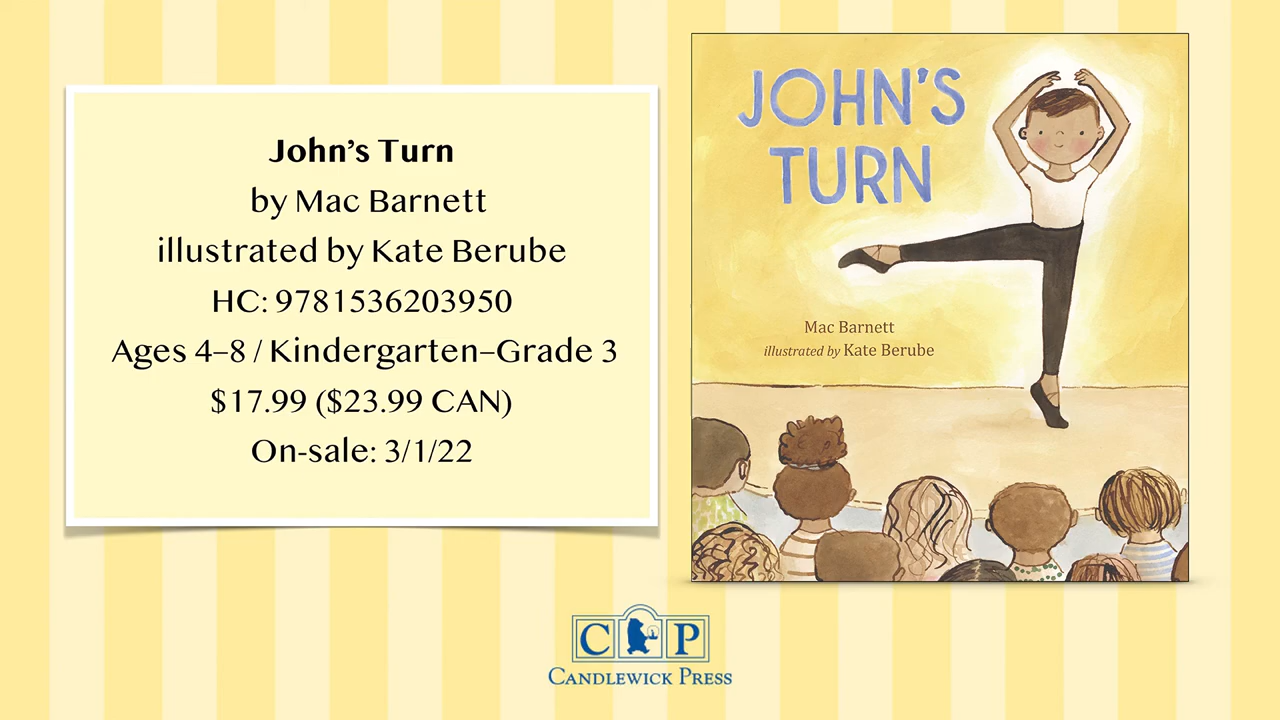 John’s Turn
by Mac Barnett
illustrated by Kate Berube
HC: 9781536203950
Ages 4–8 / Kindergarten–Grade 3
$17.99 ($23.99 CAN)
On-sale: 3/1/22
JOHN’S
TURN
Mac Barnett
illustrated by Kate Berube
C P
CANDLEWICK PRESS